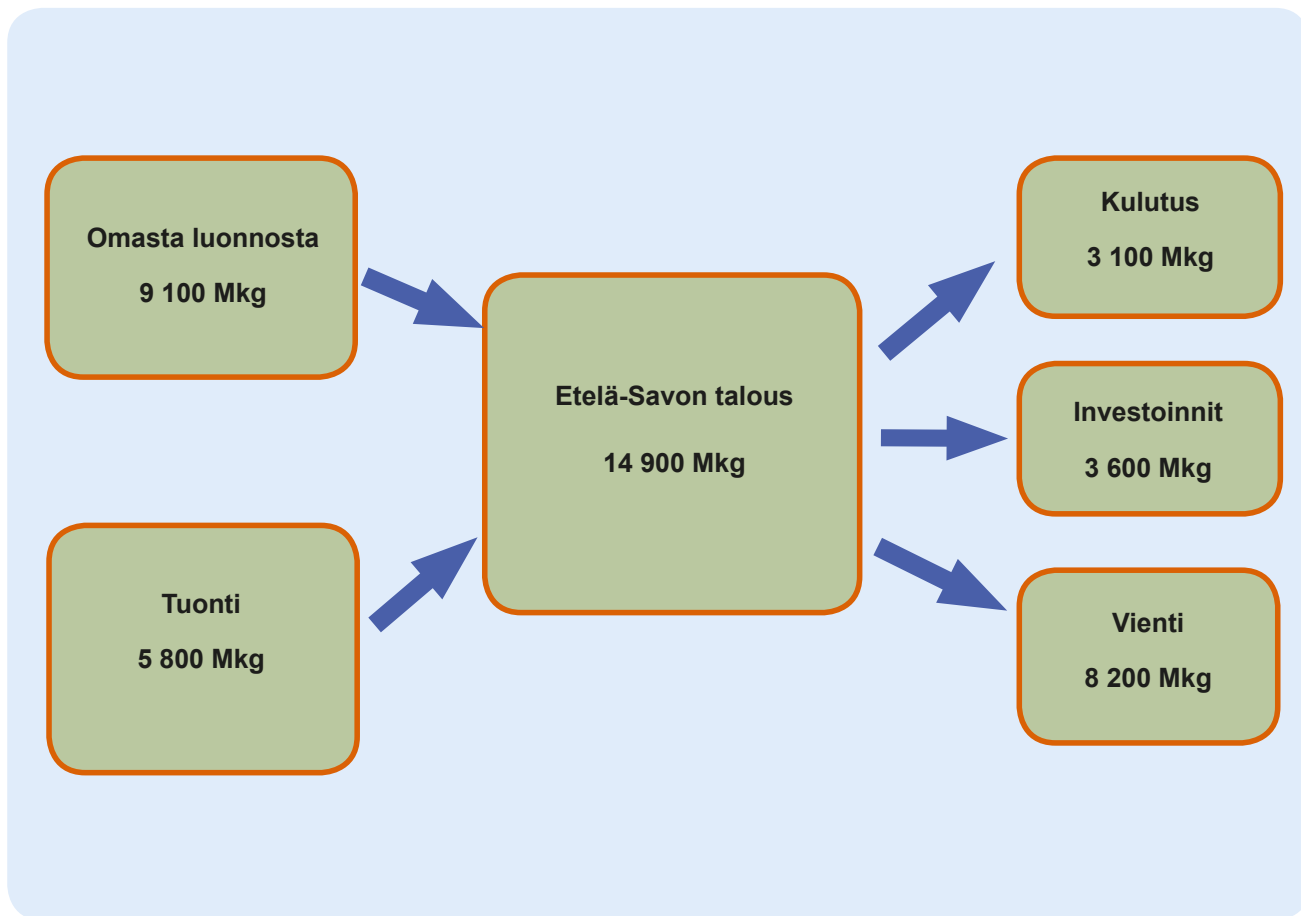 Omasta luonnosta
9 100 Mkg
Tuonti
5 800 Mkg
Etelä-Savon talous
14 900 Mkg
Kulutus
3 100 Mkg
Investoinnit
3 600 Mkg
Vienti
8 200 Mkg